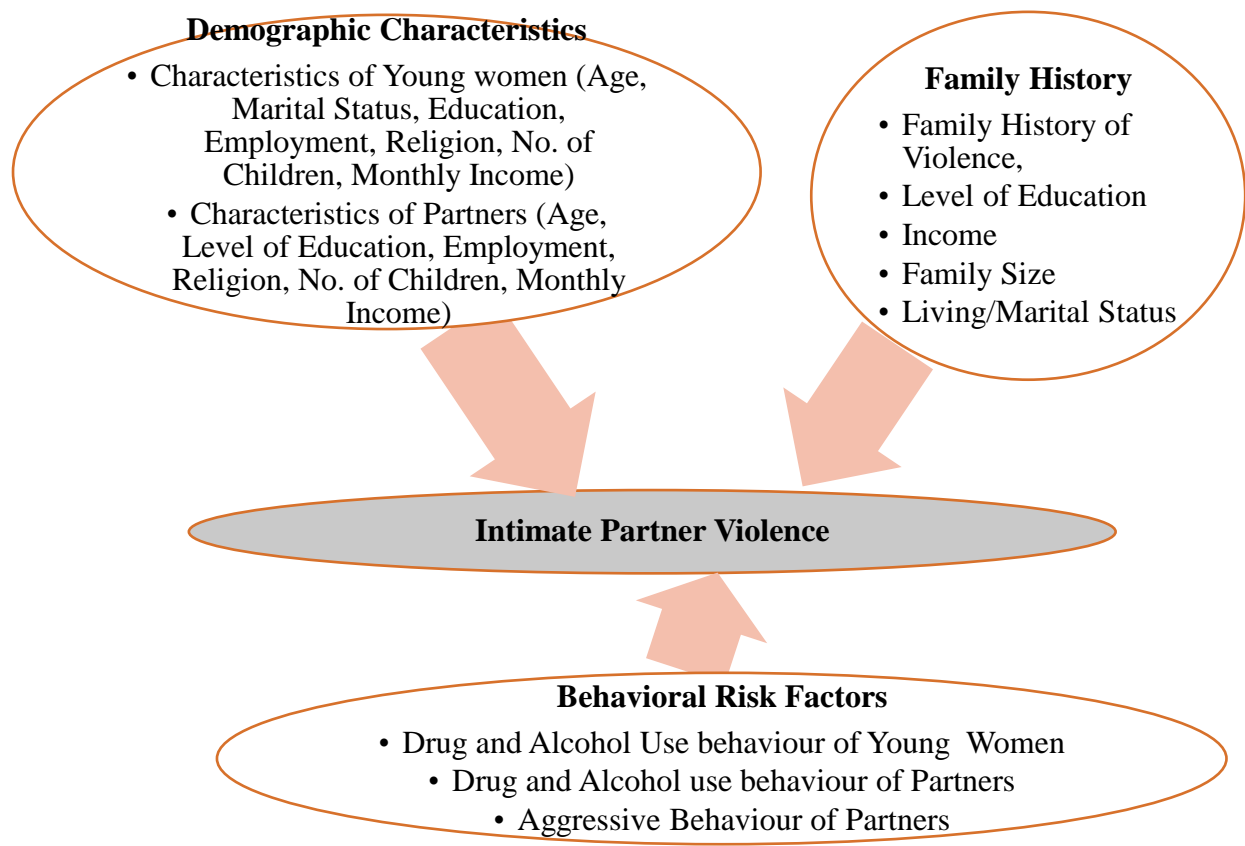 Demographic Characteristics
• Characteristics of Young women (Age,
Marital Status, Education,
Employment, Religion, No. of
Children, Monthly Income)
• Characteristics of Partners (Age,
Level of Education, Employment,
Religion, No. of Children, Monthly
Income)
Family History
• Family History of
Violence,
• Level of Education
• Income
• Family Size
• Living/Marital Status
Intimate Partner Violence
Behavioral Risk Factors
• Drug and Alcohol Use behaviour of Young Women
• Drug and Alcohol use behaviour of Partners
• Aggressive Behaviour of Partners